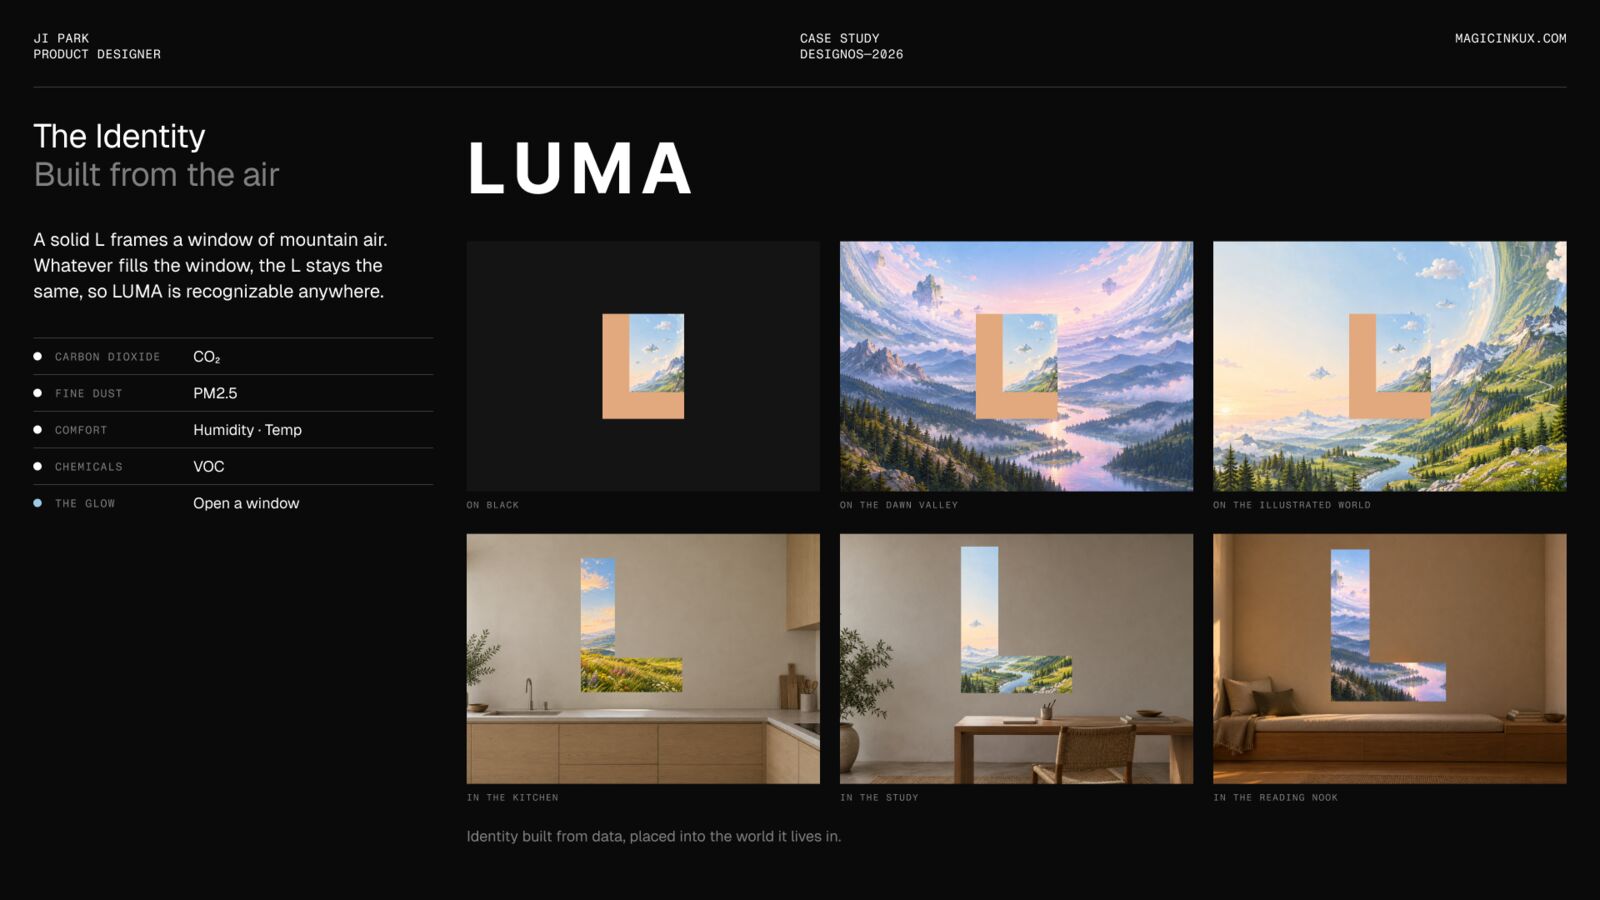 JI PARK
PRODUCT DESIGNER
CASE STUDY
DESIGNOS—2026
MAGICINKUX.COM
The Identity
Built from the air
A solid L frames a window of mountain air.
Whatever fills the window, the L stays the
same, so LUMA is recognizable anywhere.
CARBON DIOXIDE CO₂
FINE DUST PM2.5
COMFORT Humidity · Temp
CHEMICALS VOC
THE GLOW Open a window
LUMA
ON BLACK
ON THE DAWN VALLEY
ON THE ILLUSTRATED WORLD
IN THE KITCHEN
IN THE STUDY
IN THE READING NOOK
Identity built from data, placed into the world it lives in.